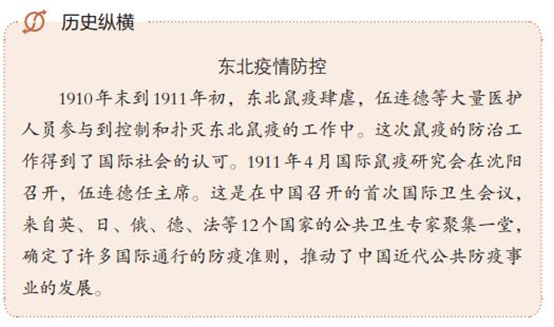 历史纵横
东北疫情防控
1910年末到1911年初，东北鼠疫肆虐，伍连德等大量医护
人员参与到控制和扑灭东北鼠疫的工作中。这次鼠疫的防治工
作得到了国际社会的认可。1911年4月国际鼠疫研究会在沈阳
召开，伍连德任主席。这是在中国召开的首次国际卫生会议，
来自英、日、俄、德、法等12个国家的公共卫生专家聚集一堂，
确定了许多国际通行的防疫准则，推动了中国近代公共防疫事
业的发展。